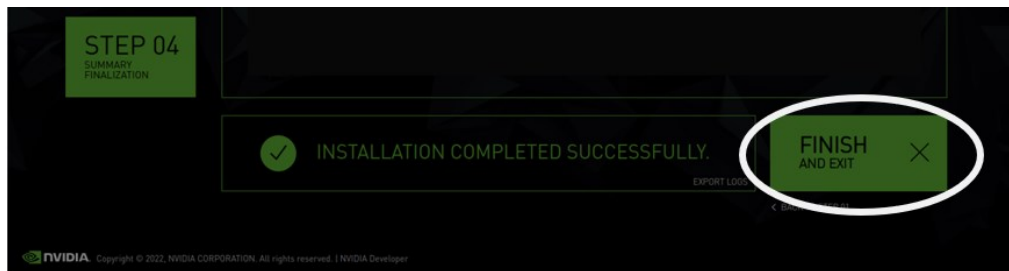 STEP 04
SUMMARY
FINALIZATION
INSTALLATION COMPLETED SUCCESSFULLY.
EXPORT LOGS
FINISH
AND EXIT
NVIDIA. Copyright © 2022, NVIDIA CORPORATION. All rights reserved. | NVIDIA Developer